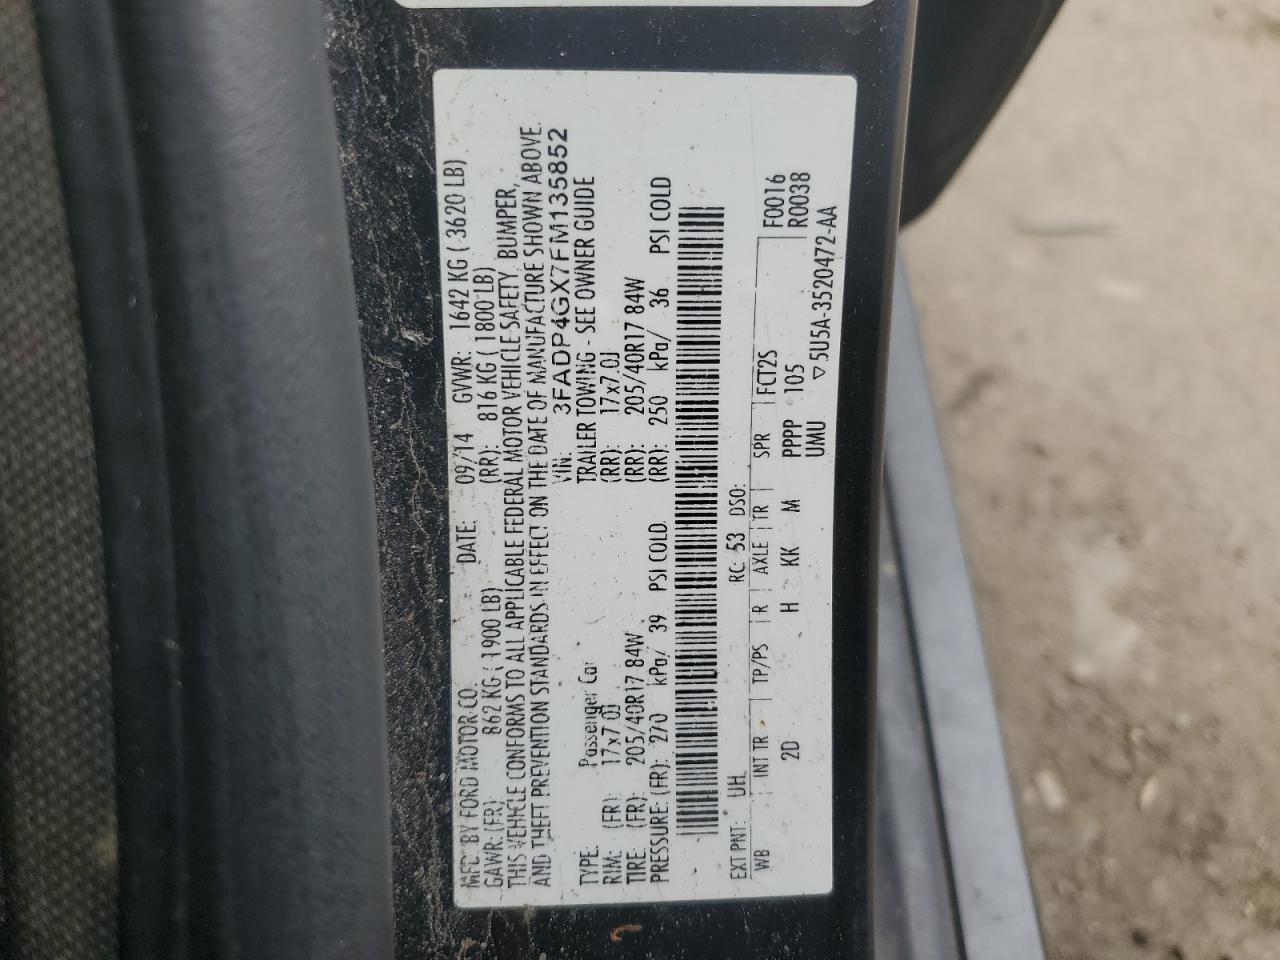 MFD. BY FORD MOTOR CO. DATE: 09/14 GVWR: 1642 KG ( 3620 LB)
GAWR: (FR): 862 KG ( 1900 LB) (RR): 816 KG ( 1800 LB)
THIS VEHICLE CONFORMS TO ALL APPLICABLE FEDERAL MOTOR VEHICLE SAFETY, BUMPER,
AND THEFT PREVENTION STANDARDS IN EFFECT ON THE DATE OF MANUFACTURE SHOWN ABOVE.
VIN: 3FADP4GX7FM135852
TYPE: Passenger Car TRAILER TOWING - SEE OWNER GUIDE
RIM: (FR): 17x7.0J (RR): 17x7.0J
TIRE: (FR): 205/40R17 84W (RR): 205/40R17 84W
PRESSURE: (FR): 270 kPa/ 39 PSI COLD (RR): 250 kPa/ 36 PSI COLD
EXT PNT: UH RC: 53 DSO:
WB INT TR TP/PS R AXLE TR SPR FCT2S F0016
2D H KK M PPPP 105 R0038
UMU ▽5U5A-3520472-AA